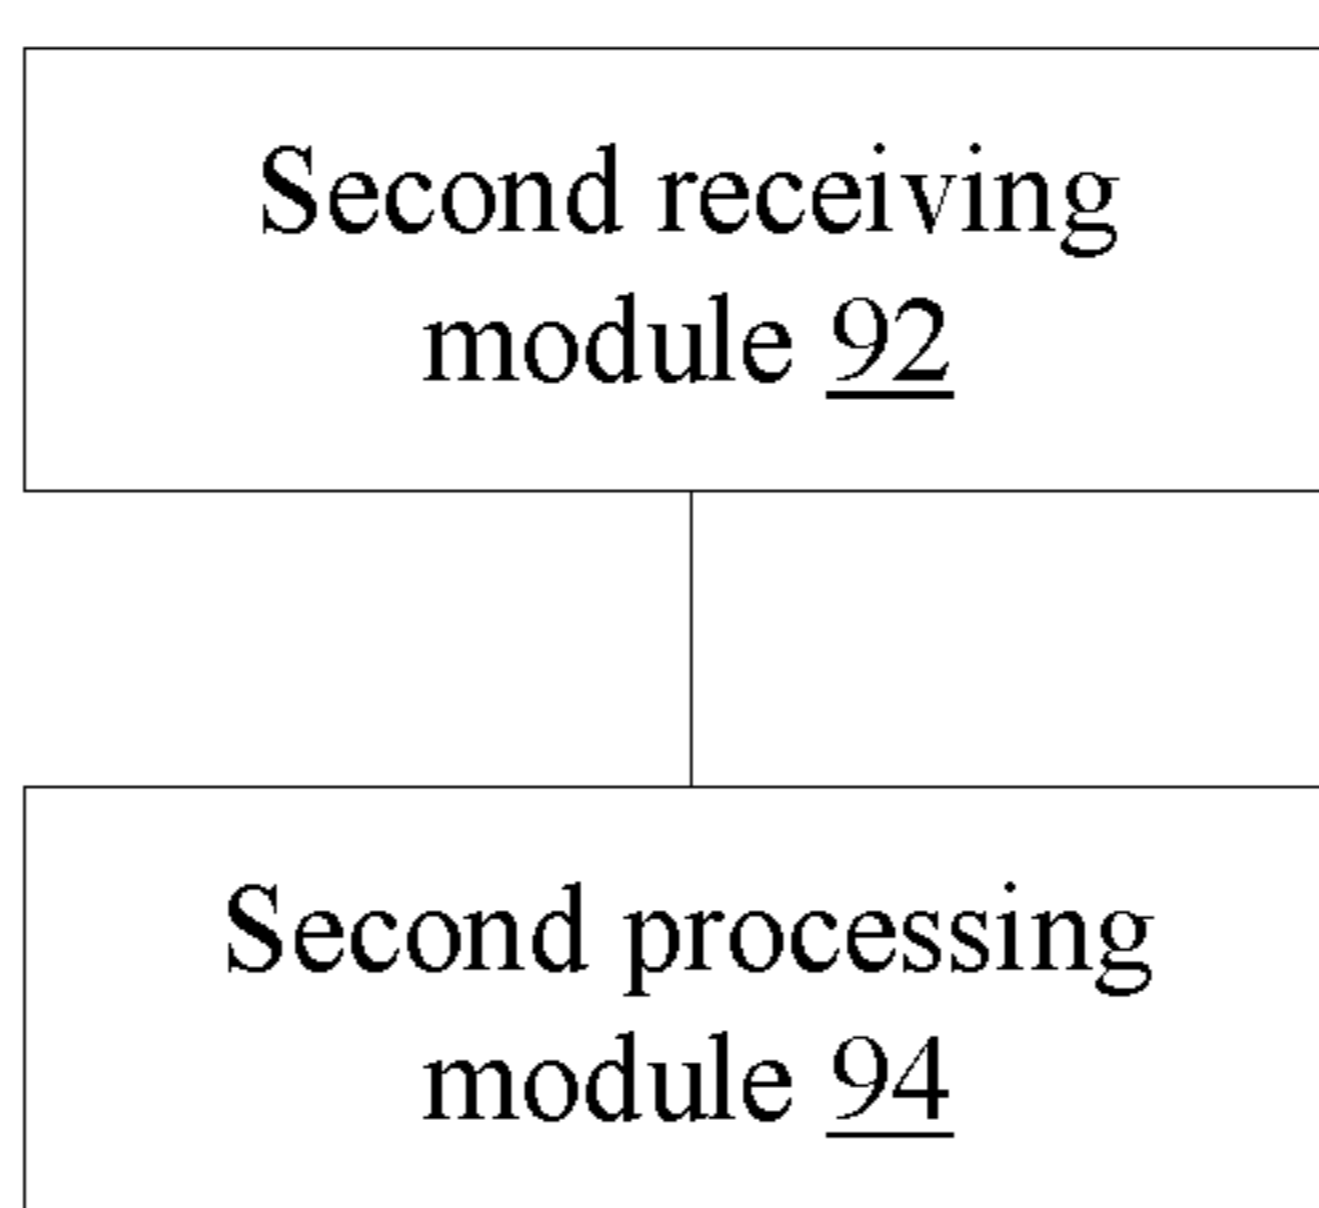 Second receiving
module 92
Second processing
module 94